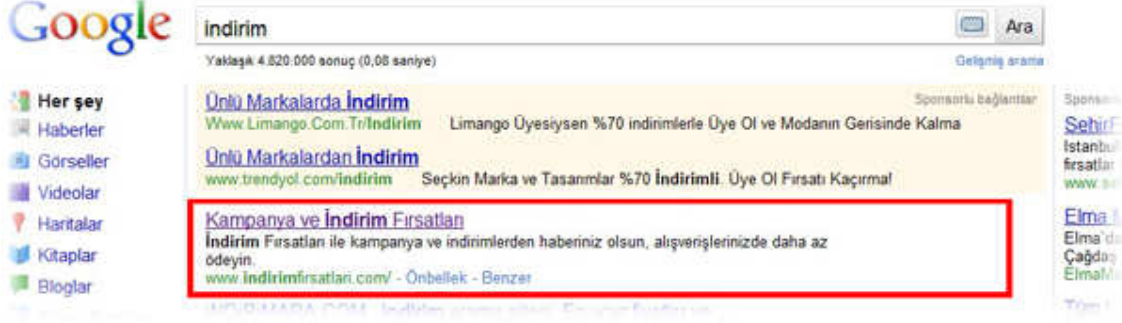 Google
indirim
Ara
Yaklaşık 4.820.000 sonuç (0,08 saniye)
Gelişmiş arama
Her şey
Haberler
Görseller
Videolar
Haritalar
Kitaplar
Bloglar
Ünlü Markalarda İndirim
Sponsorlu bağlantılar
Www.Limango.Com.Tr/Indirim Limango Üyesiysen %70 indirimlerle Üye Ol ve Modanın Gerisinde Kalma
Ünlü Markalardan İndirim
www.trendyol.com/indirim Seçkin Marka ve Tasarımlar %70 İndirimli. Üye Ol Fırsatı Kaçırma!
Kampanya ve İndirim Fırsatları
İndirim Fırsatları ile kampanya ve indirimlerden haberiniz olsun, alışverişlerinizde daha az
ödeyin.
www.indirimfirsatlari.com/ - Önbellek - Benzer
Elma
Elma'd
Çağdaş